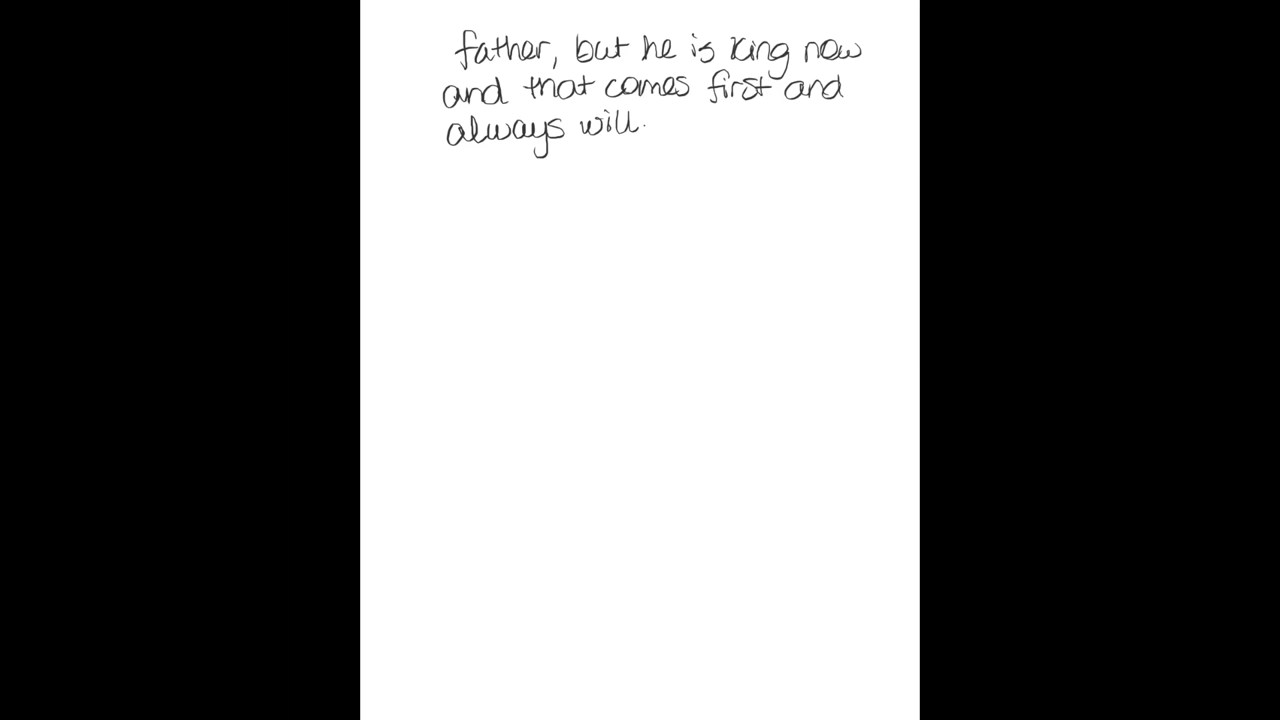 father, but he is king now
and that comes first and
always will.